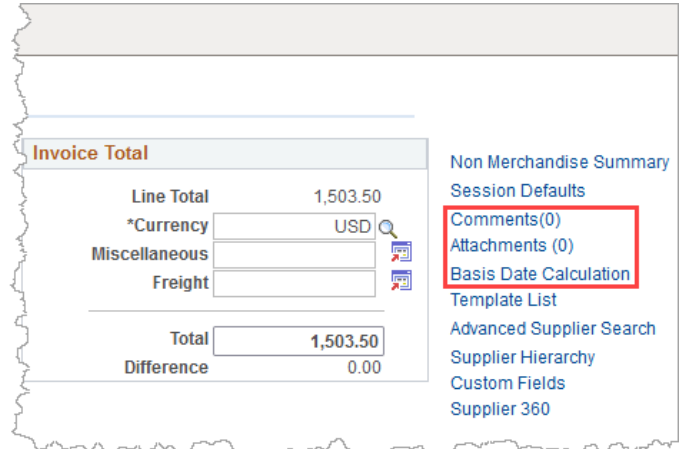 Invoice Total
Line Total 1,503.50
*Currency USD
Miscellaneous
Freight
Total 1,503.50
Difference 0.00
Non Merchandise Summary
Session Defaults
Comments(0)
Attachments (0)
Basis Date Calculation
Template List
Advanced Supplier Search
Supplier Hierarchy
Custom Fields
Supplier 360